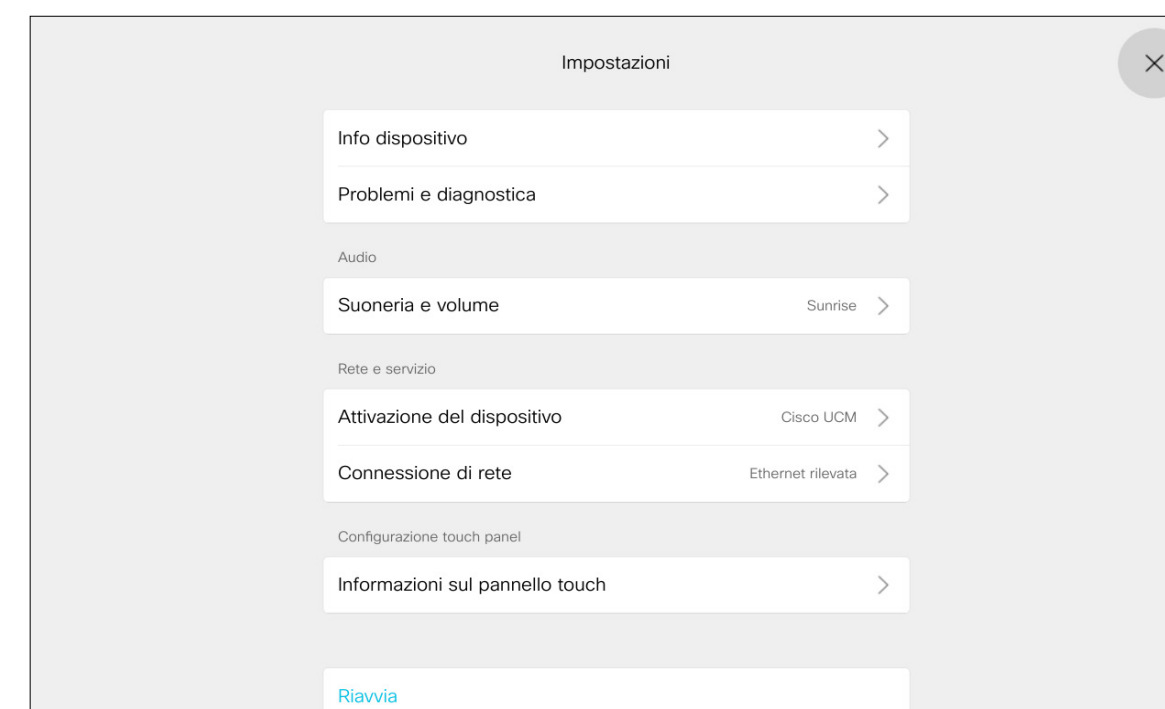 Impostazioni
Info dispositivo
Problemi e diagnostica
Audio
Suoneria e volume Sunrise
Rete e servizio
Attivazione del dispositivo Cisco UCM
Connessione di rete Ethernet rilevata
Configurazione touch panel
Informazioni sul pannello touch
Riavvia